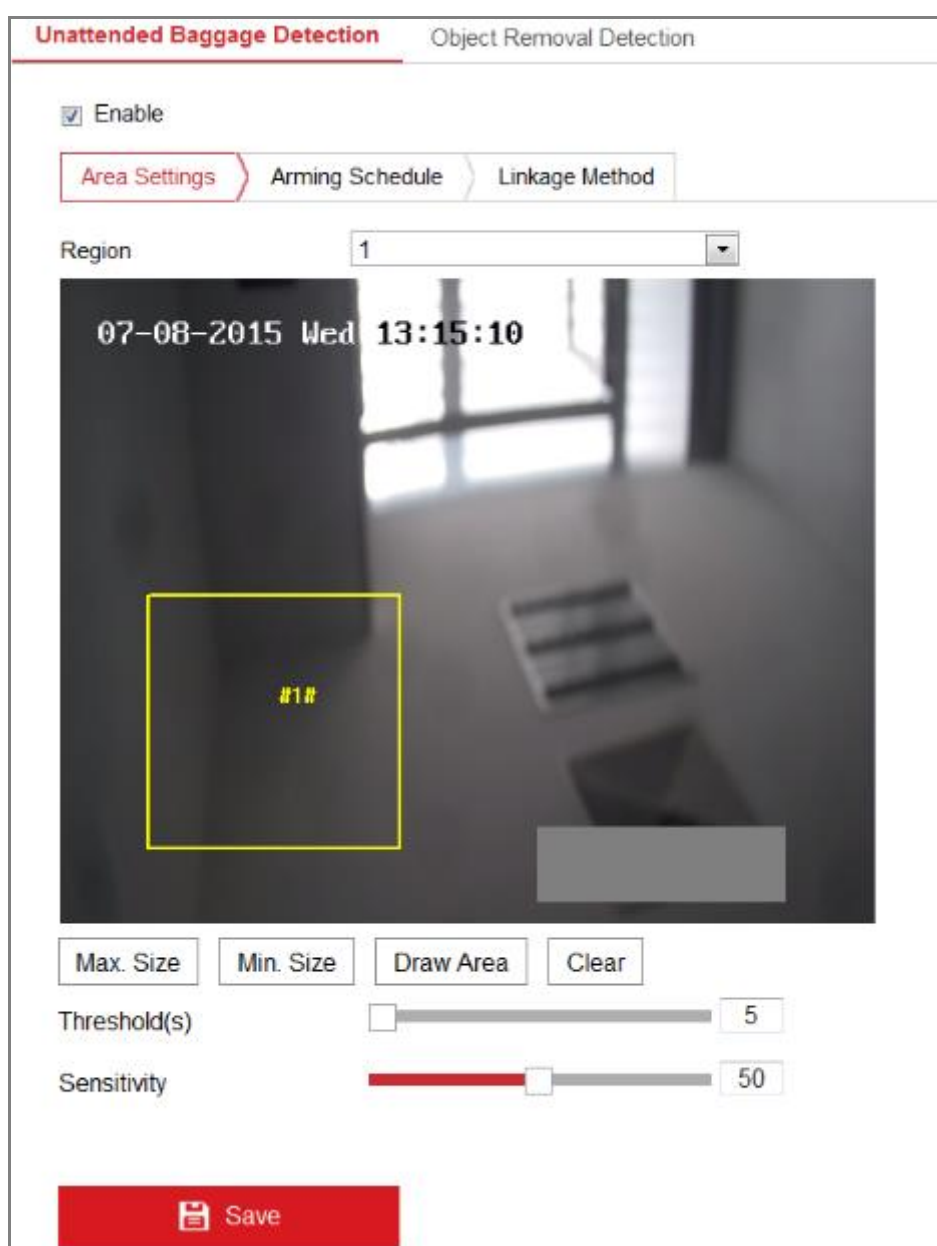 Unattended Baggage Detection Object Removal Detection
Enable
Area Settings Arming Schedule Linkage Method
Region 1
07-08-2015 Wed 13:15:10
#1#
Max. Size Min. Size Draw Area Clear
Threshold(s) 5
Sensitivity 50
Save